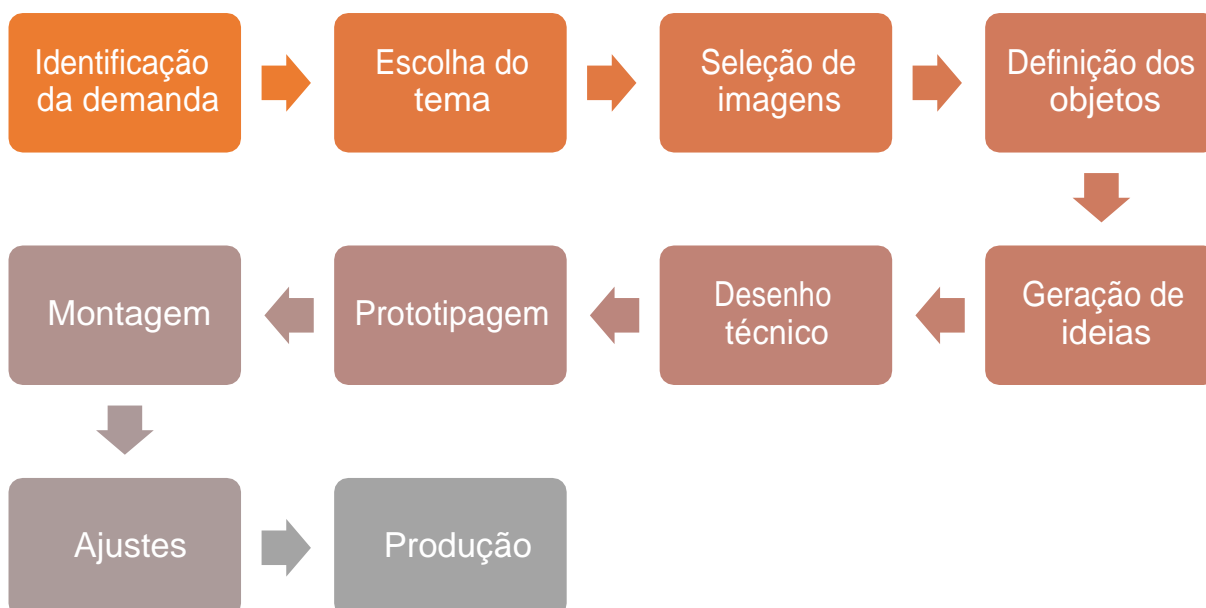 Identificação
da demanda
Escolha do
tema
Seleção de
imagens
Definição dos
objetos
Geração de
ideias
Desenho
técnico
Prototipagem
Montagem
Ajustes
Produção